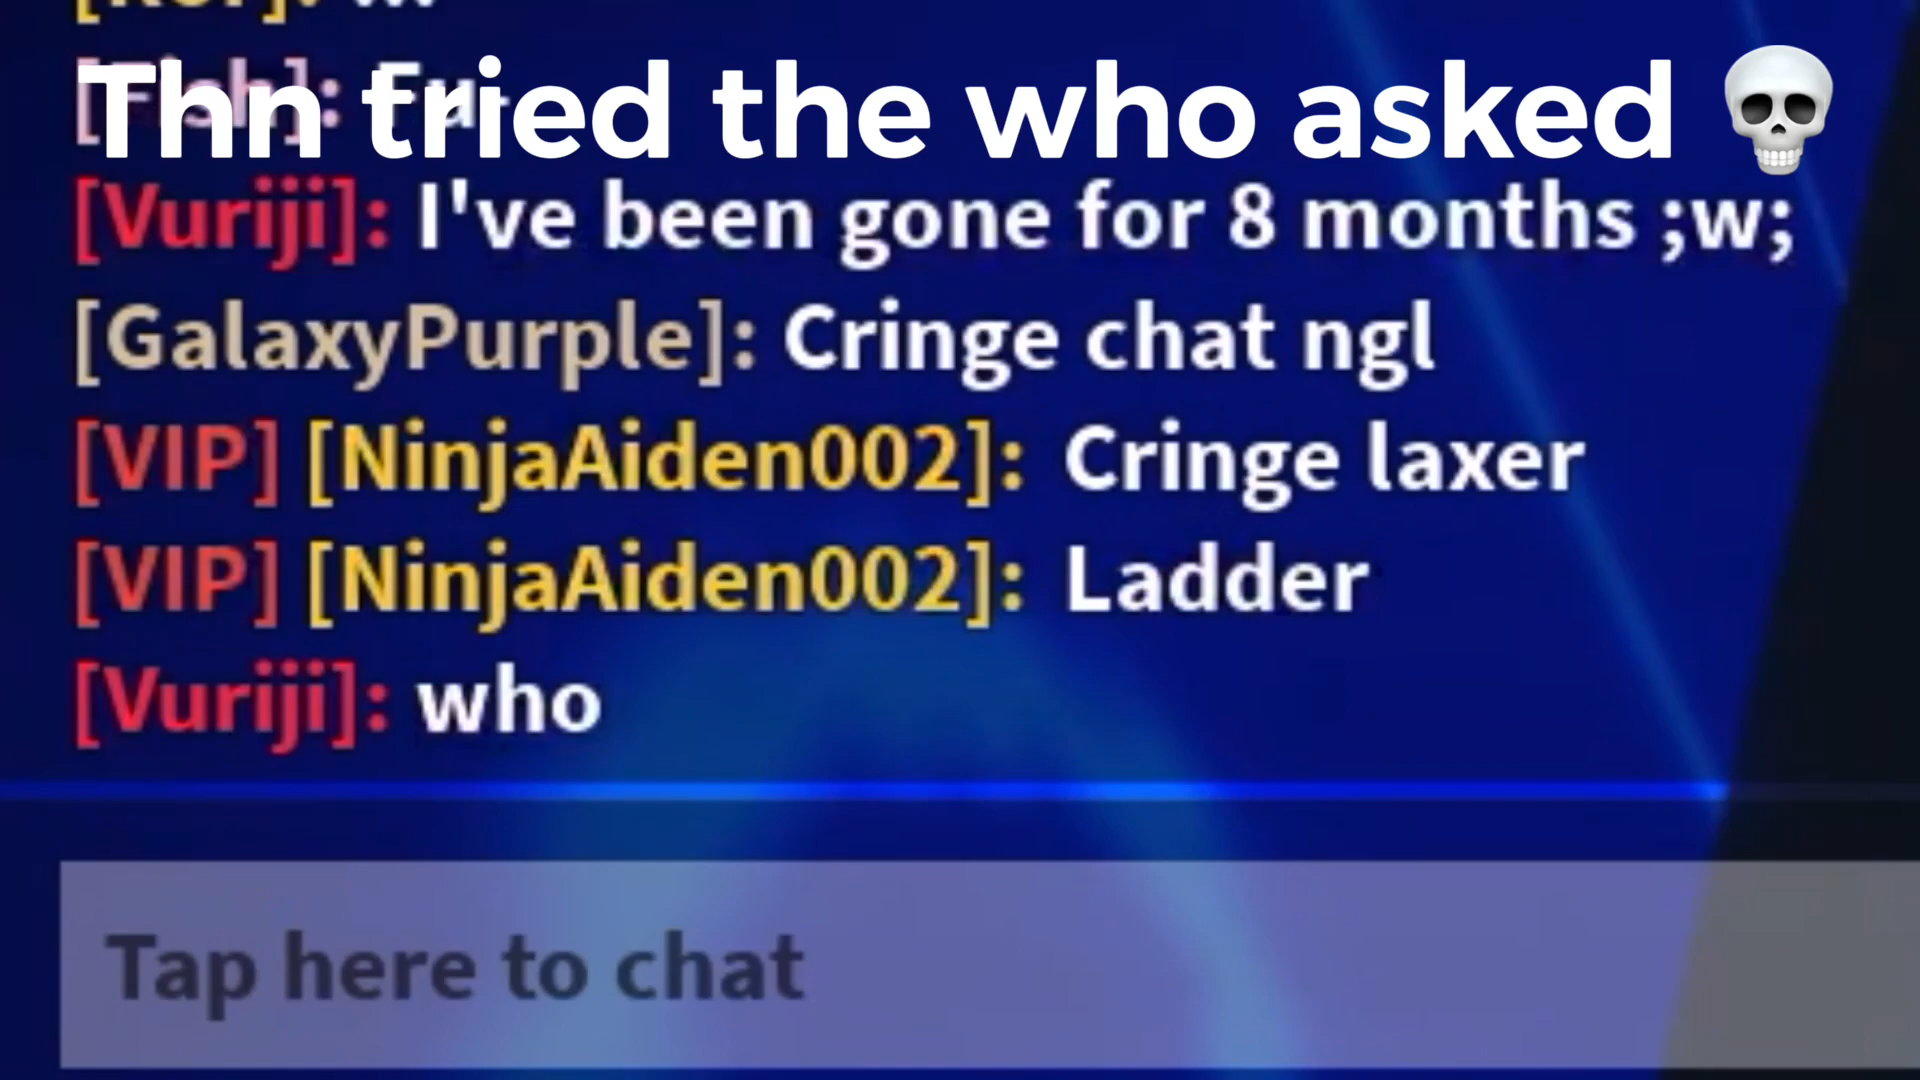 Thn tried the who asked 💀
[Vuriji]: I've been gone for 8 months ;w;
[GalaxyPurple]: Cringe chat ngl
[VIP] [NinjaAiden002]: Cringe laxer
[VIP] [NinjaAiden002]: Ladder
[Vuriji]: who
Tap here to chat